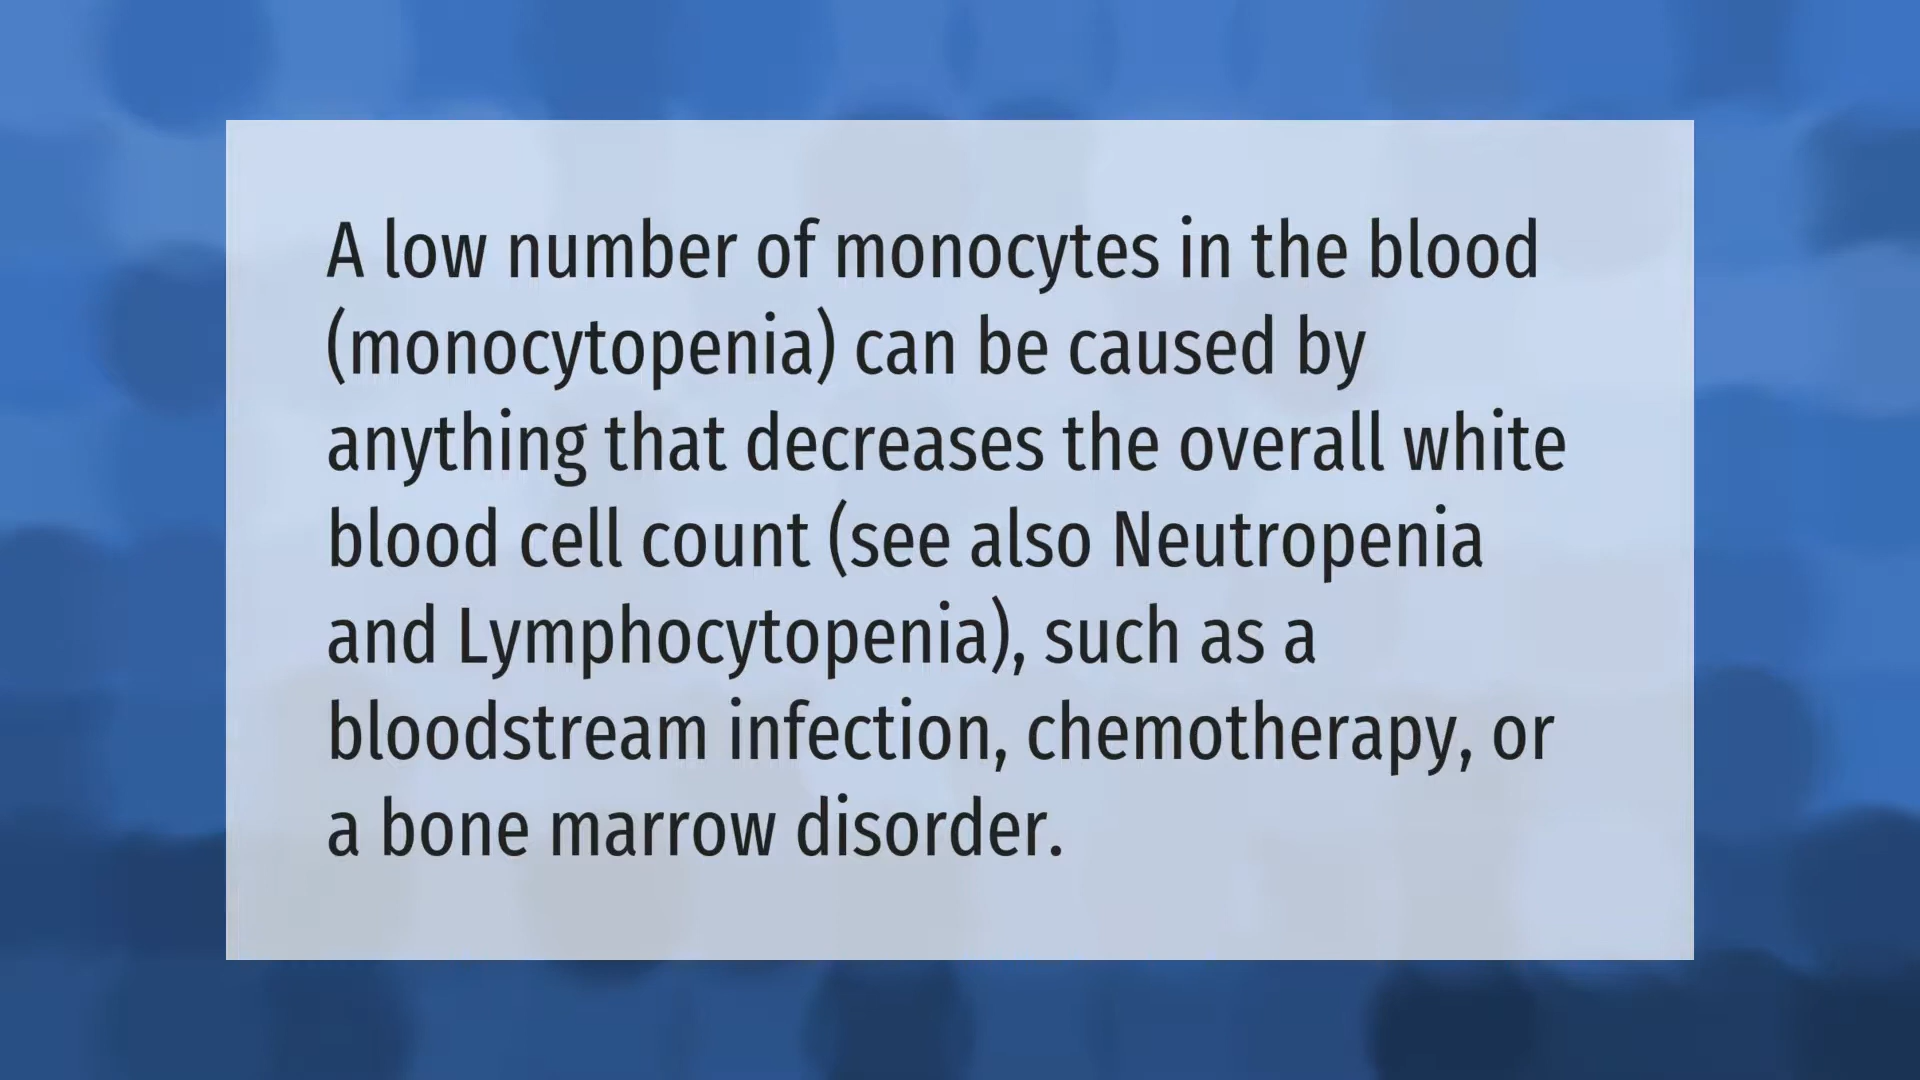 A low number of monocytes in the blood
(monocytopenia) can be caused by
anything that decreases the overall white
blood cell count (see also Neutropenia
and Lymphocytopenia), such as a
bloodstream infection, chemotherapy, or
a bone marrow disorder.